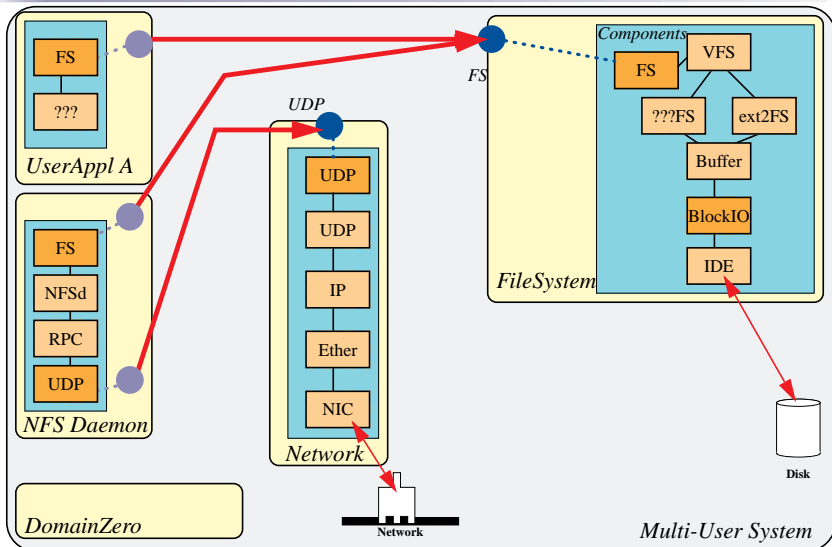 FS
???
UserAppl A
FS
NFSd
RPC
UDP
NFS Daemon
DomainZero
UDP
UDP
UDP
IP
Ether
NIC
Network
Network
FS
Components
FS
VFS
???FS
ext2FS
Buffer
BlockIO
IDE
FileSystem
Disk
Multi-User System